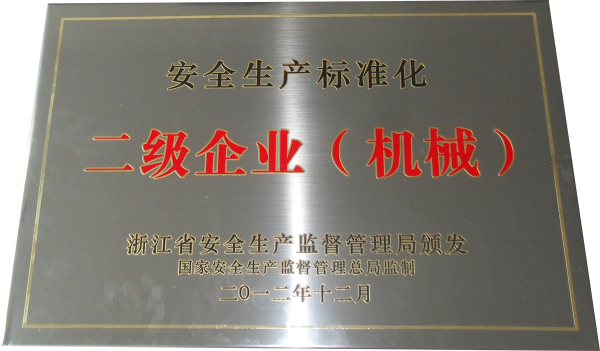 安全生产标准化
二级企业（机械）
浙江省安全生产监督管理局颁发
国家安全生产监督管理总局监制
二〇一二年十二月